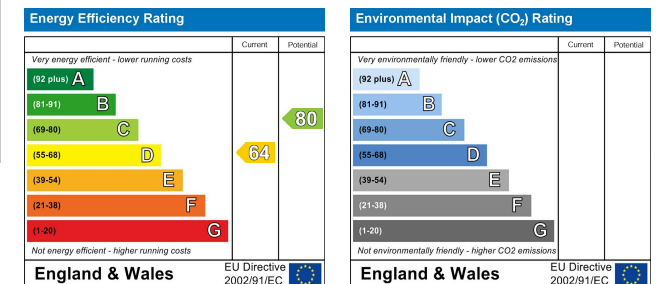 Energy Efficiency Rating
Current Potential
Very energy efficient - lower running costs
(92 plus) A
(81-91) B
(69-80) C
(55-68) D
(39-54) E
(21-38) F
(1-20) G
64
80
Not energy efficient - higher running costs
England & Wales
EU Directive
2002/91/EC
Environmental Impact (CO₂) Rating
Current Potential
Very environmentally friendly - lower CO2 emissions
(92 plus) A
(81-91) B
(69-80) C
(55-68) D
(39-54) E
(21-38) F
(1-20) G
Not environmentally friendly - higher CO2 emissions
England & Wales
EU Directive
2002/91/EC